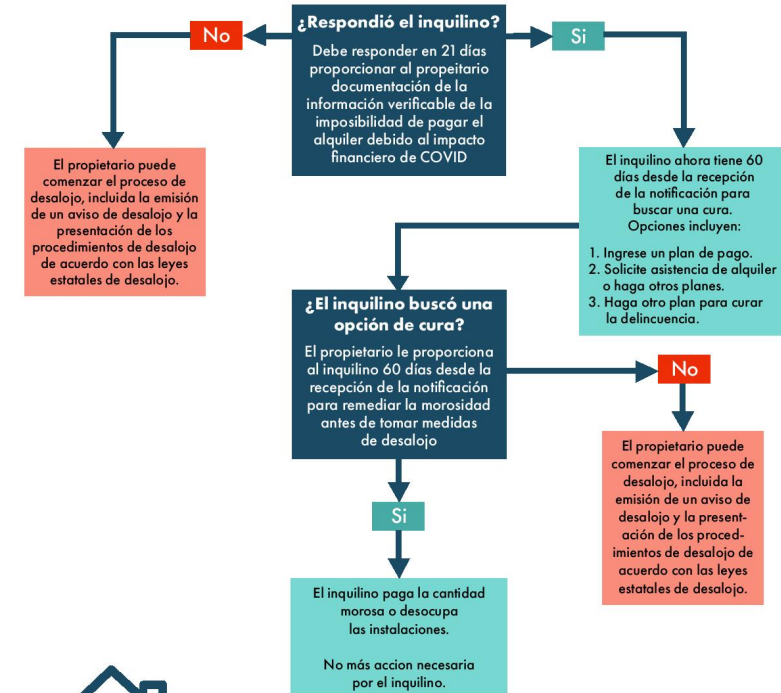 ¿Respondió el inquilino?
Debe responder en 21 días
proporcionar al propeitario
documentación de la
información verificable de la
imposibilidad de pagar el
alquiler debido al impacto
financiero de COVID
No
Si
El propietario puede
comenzar el proceso de
desalojo, incluida la emisión
de un aviso de desalojo y la
presentación de los
procedimientos de desalojo
de acuerdo con las leyes
estatales de desalojo.
El inquilino ahora tiene 60
días desde la recepción
de la notificación para
buscar una cura.
Opciones incluyen:
1. Ingrese un plan de pago.
2. Solicite asistencia de alquiler
o haga otros planes.
3. Haga otro plan para curar
la delincuencia.
¿El inquilino buscó una
opción de cura?
El propietario le proporciona
al inquilino 60 días desde la
recepción de la notificación
para remediar la morosidad
antes de tomar medidas
de desalojo
No
El propietario puede
comenzar el proceso de
desalojo, incluida la
emisión de un aviso de
desalojo y la present-
ación de los proced-
imientos de desalojo de
acuerdo con las leyes
estatales de desalojo.
Si
El inquilino paga la cantidad
morosa o desocupa
las instalaciones.
No más accion necesaria
por el inquilino.